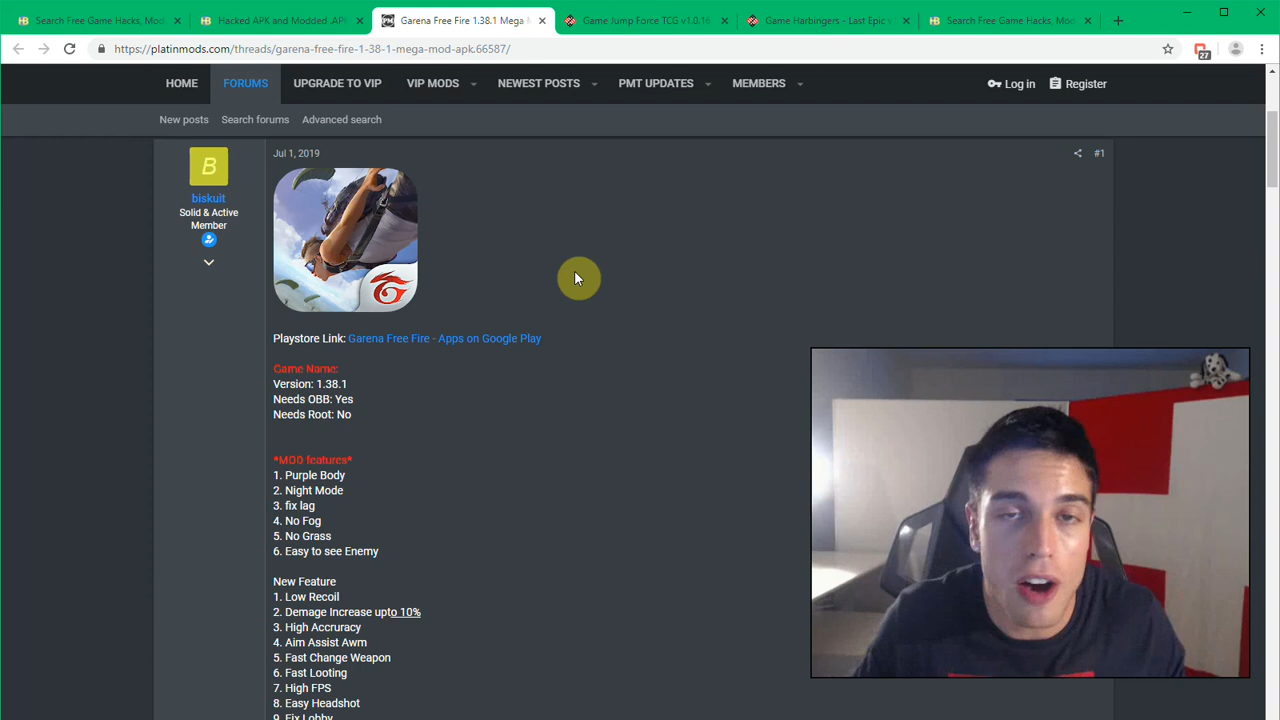 Search Free Game Hacks, Mod
Hacked APK and Modded .APK
Garena Free Fire 1.38.1 Mega M
Game Jump Force TCG v1.0.16
Game Harbingers - Last Epic v
Search Free Game Hacks, Mod
https://platinmods.com/threads/garena-free-fire-1-38-1-mega-mod-apk.66587/
27
HOME
FORUMS
UPGRADE TO VIP
VIP MODS
NEWEST POSTS
PMT UPDATES
MEMBERS
Log in
Register
New posts
Search forums
Advanced search
B
biskuit
Solid & Active
Member
Jul 1, 2019
#1
Playstore Link: Garena Free Fire - Apps on Google Play
Game Name:
Version: 1.38.1
Needs OBB: Yes
Needs Root: No
*MOD features*
1. Purple Body
2. Night Mode
3. fix lag
4. No Fog
5. No Grass
6. Easy to see Enemy
New Feature
1. Low Recoil
2. Damage Increase upto 10%
3. High Accruracy
4. Aim Assist Awm
5. Fast Change Weapon
6. Fast Looting
7. High FPS
8. Easy Headshot
9. Fix Lobby